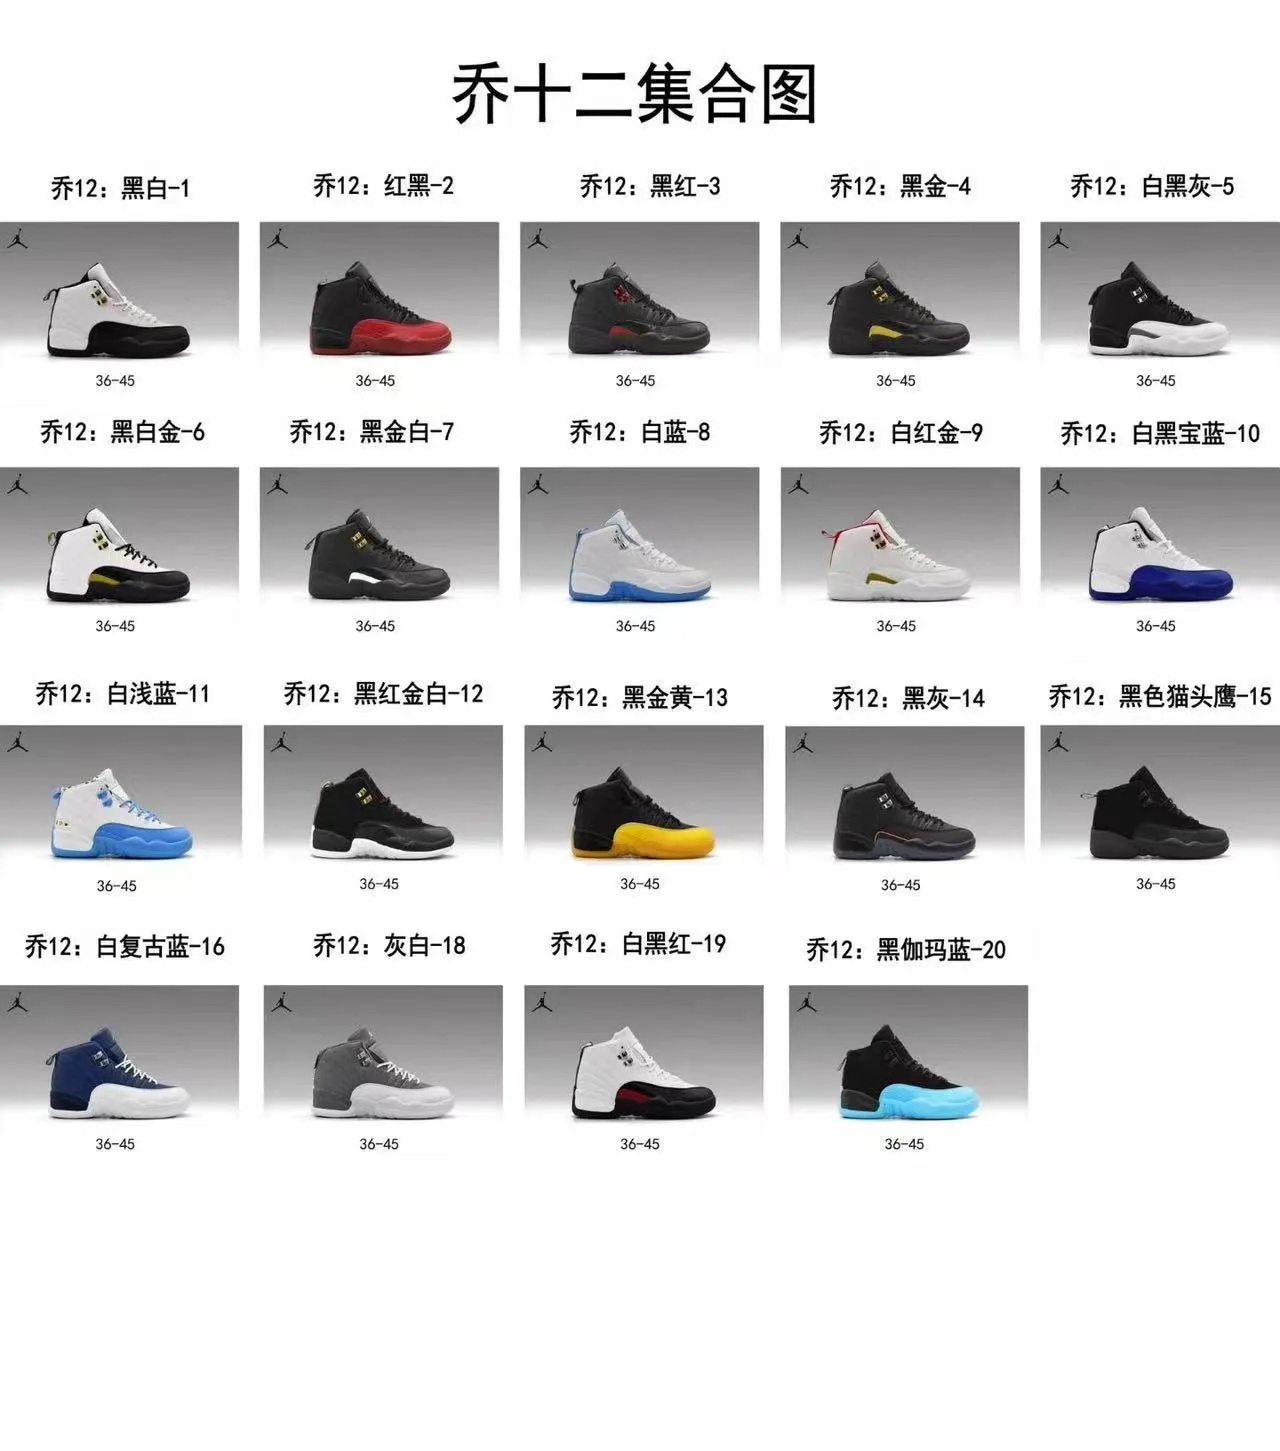 乔十二集合图
乔12: 黑白-1
乔12: 红黑-2
乔12: 黑红-3
乔12: 黑金-4
乔12: 白黑灰-5
36-45
36-45
36-45
36-45
36-45
乔12: 黑白金-6
乔12: 黑金白-7
乔12: 白蓝-8
乔12: 白红金-9
乔12: 白黑宝蓝-10
36-45
36-45
36-45
36-45
36-45
乔12: 白浅蓝-11
乔12: 黑红金白-12
乔12: 黑金黄-13
乔12: 黑灰-14
乔12: 黑色猫头鹰-15
36-45
36-45
36-45
36-45
36-45
乔12: 白复古蓝-16
乔12: 灰白-18
乔12: 白黑红-19
乔12: 黑伽玛蓝-20
36-45
36-45
36-45
36-45